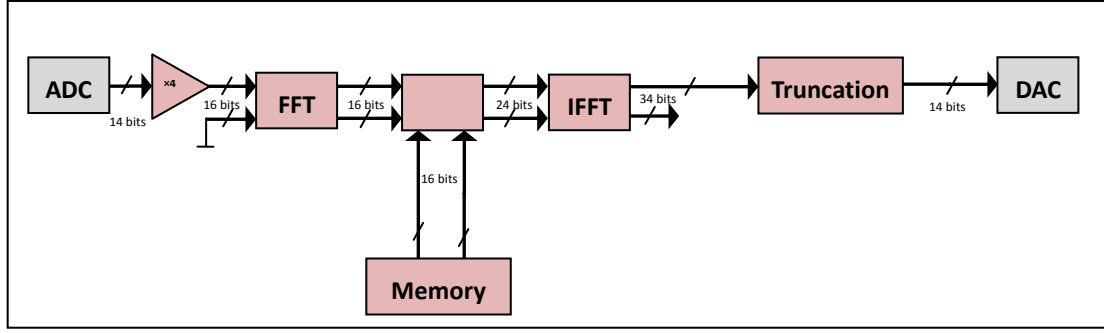 ADC
14 bits
×4
16 bits
FFT
16 bits
24 bits
IFFT
34 bits
Truncation
14 bits
DAC
16 bits
Memory